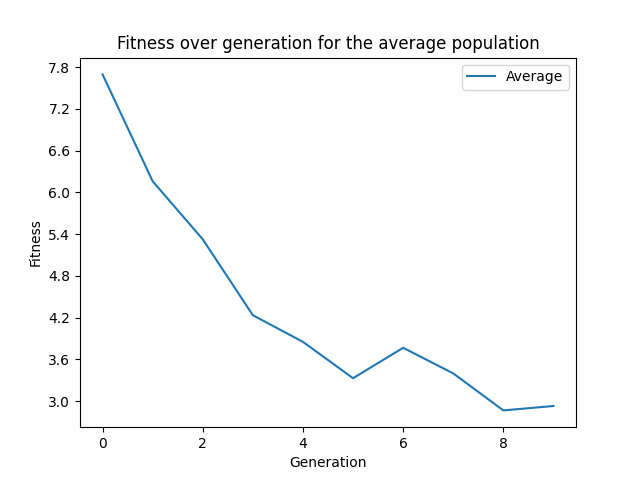 Fitness over generation for the average population
Average
7.8
7.2
6.6
6.0
5.4
4.8
4.2
3.6
3.0
Fitness
0 2 4 6 8
Generation